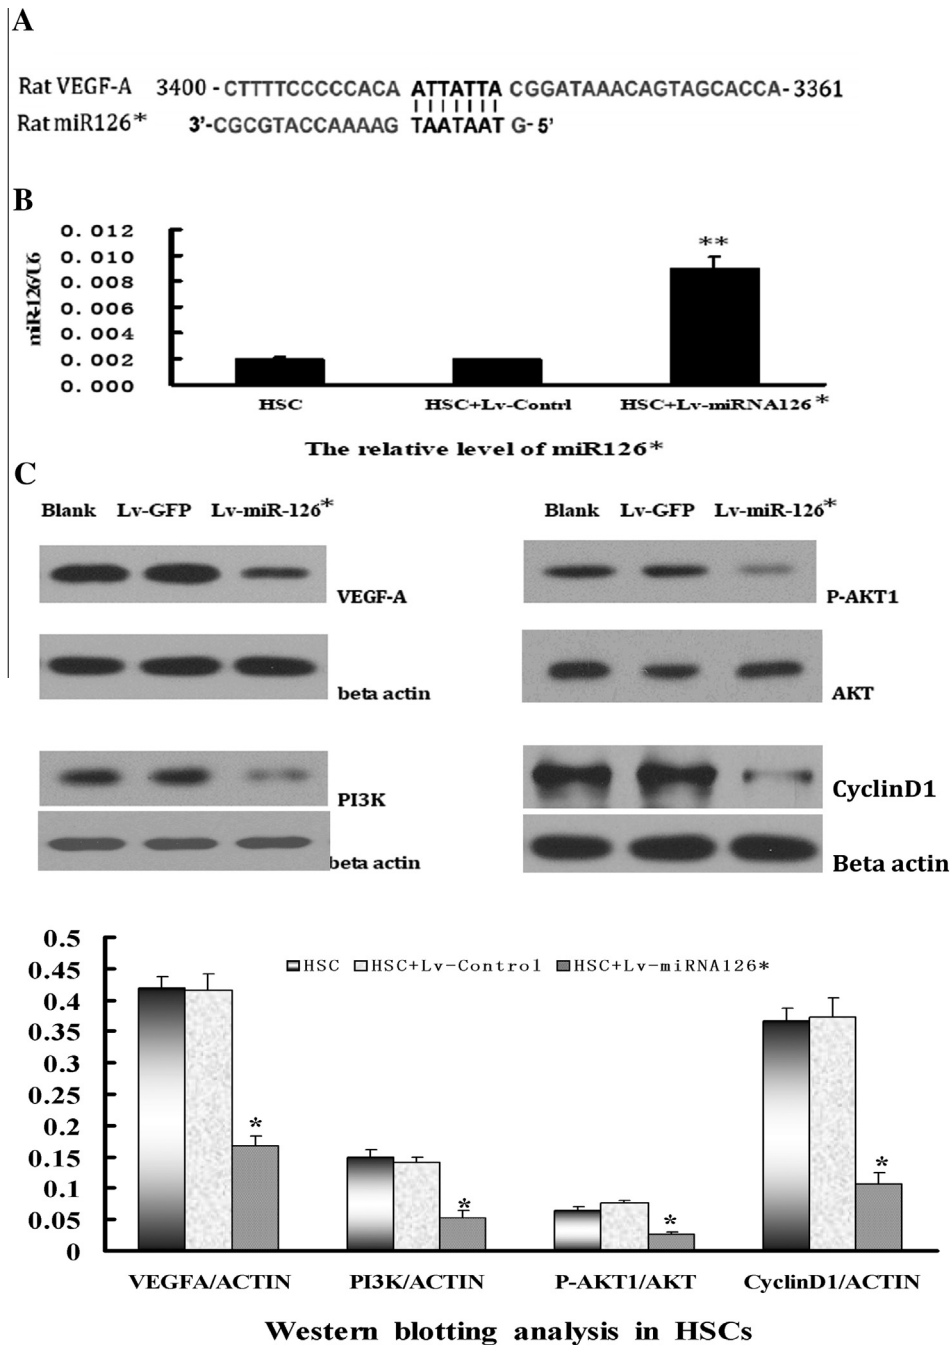 A
Rat VEGF-A 3400 - CTTTTCCCCCACA ATTATTA CGGATAAACAGTAGCACCA- 3361
Rat miR126* 3'-CGCGTACCAAAAG TAATAAT G- 5'
B
miR-126/U6
0.012
0.010
0.008
0.006
0.004
0.002
0.000
**
HSC HSC+Lv-Contrl HSC+Lv-miRNA126*
The relative level of miR126*
C
Blank Lv-GFP Lv-miR-126*
VEGF-A
beta actin
PI3K
beta actin
Blank Lv-GFP Lv-miR-126*
P-AKT1
AKT
CyclinD1
Beta actin
0.5
0.45
0.4
0.35
0.3
0.25
0.2
0.15
0.1
0.05
0
HSC HSC+Lv-Control HSC+Lv-miRNA126*
* * * *
VEGFA/ACTIN PI3K/ACTIN P-AKT1/AKT CyclinD1/ACTIN
Western blotting analysis in HSCs